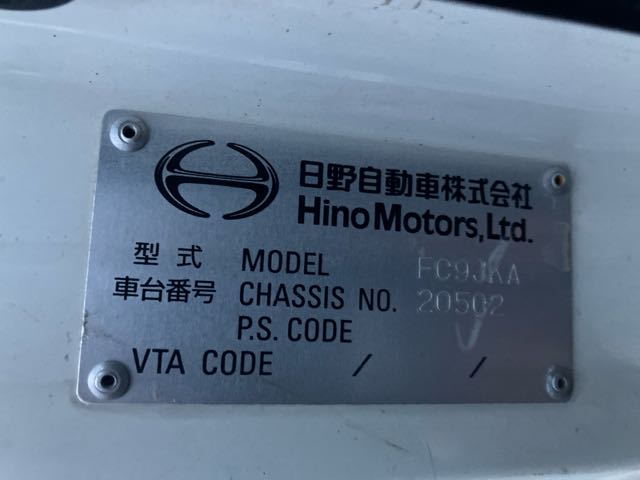 日野自動車株式会社
Hino Motors, Ltd.
型式 MODEL FC9JKA
車台番号 CHASSIS NO. 20502
P.S. CODE
VTA CODE / /